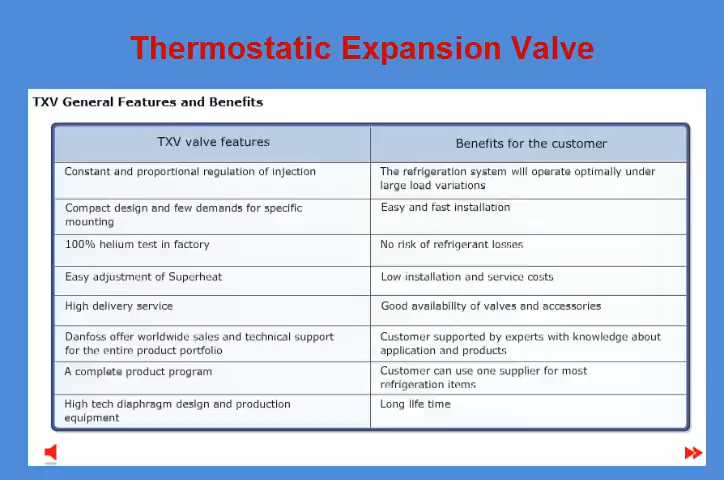 Thermostatic Expansion Valve
TXV General Features and Benefits
TXV valve features
Benefits for the customer
Constant and proportional regulation of injection
The refrigeration system will operate optimally under
large load variations
Compact design and few demands for specific
mounting
Easy and fast installation
100% helium test in factory
No risk of refrigerant losses
Easy adjustment of Superheat
Low installation and service costs
High delivery service
Good availability of valves and accessories
Danfoss offer worldwide sales and technical support
for the entire product portfolio
Customer supported by experts with knowledge about
application and products
A complete product program
Customer can use one supplier for most
refrigeration items
High tech diaphragm design and production
equipment
Long life time